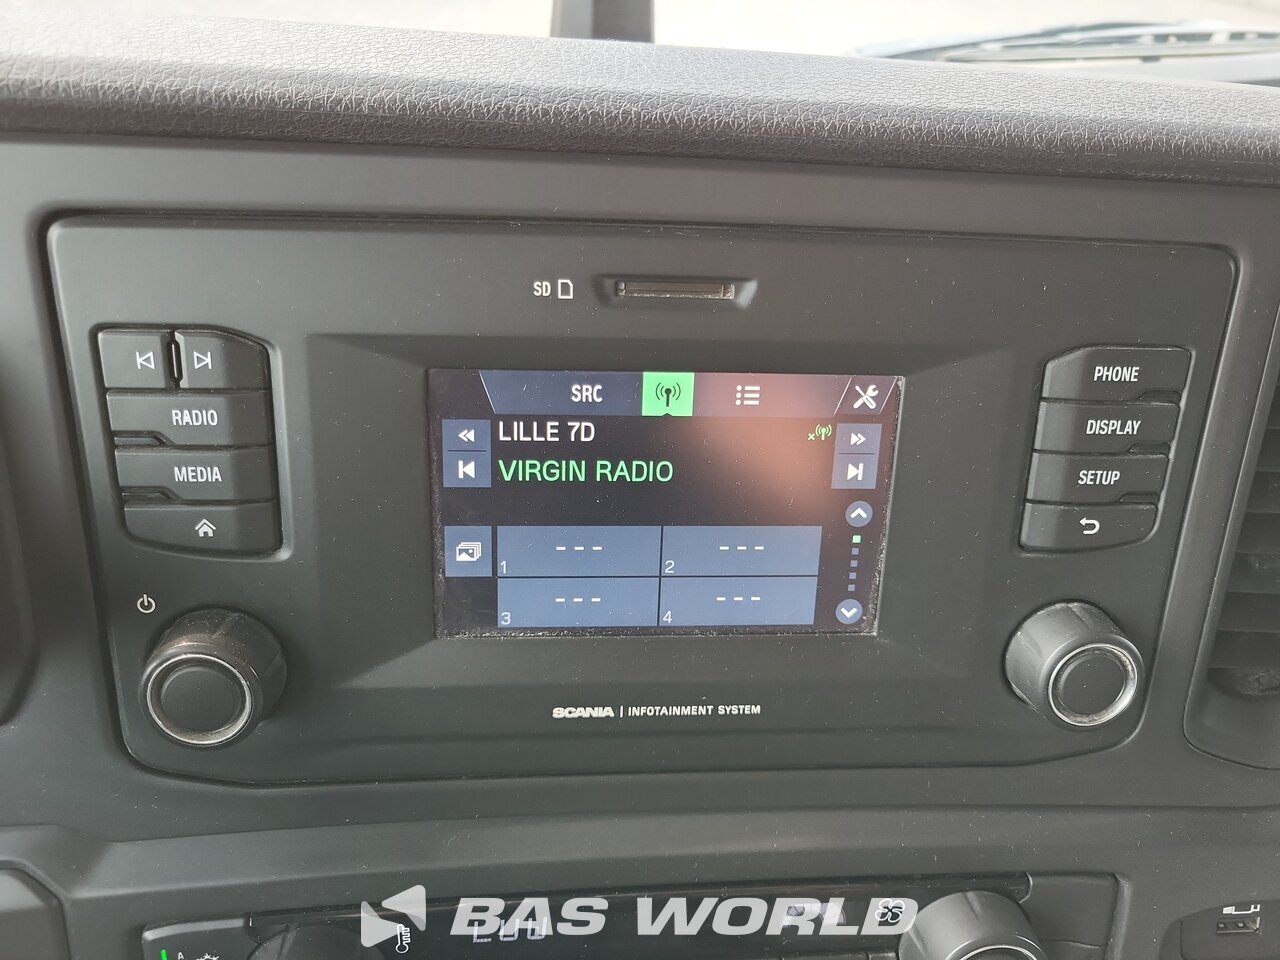 SD
RADIO
MEDIA
SRC
LILLE 7D
VIRGIN RADIO
---
1
---
2
---
3
---
4
PHONE
DISPLAY
SETUP
SCANIA | INFOTAINMENT SYSTEM
BAS WORLD
A